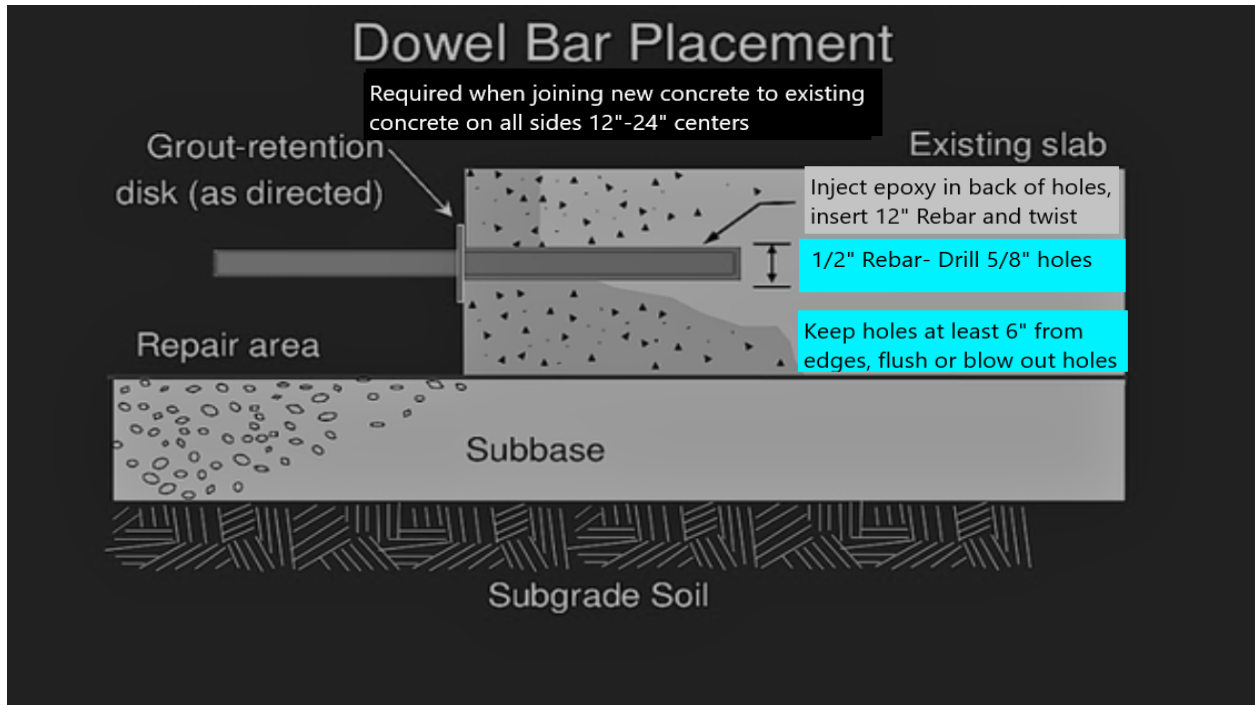 Dowel Bar Placement
Required when joining new concrete to existing
concrete on all sides 12"-24" centers
Grout-retention
disk (as directed)
Existing slab
Inject epoxy in back of holes,
insert 12" Rebar and twist
1/2" Rebar- Drill 5/8" holes
Keep holes at least 6" from
edges, flush or blow out holes
Repair area
Subbase
Subgrade Soil